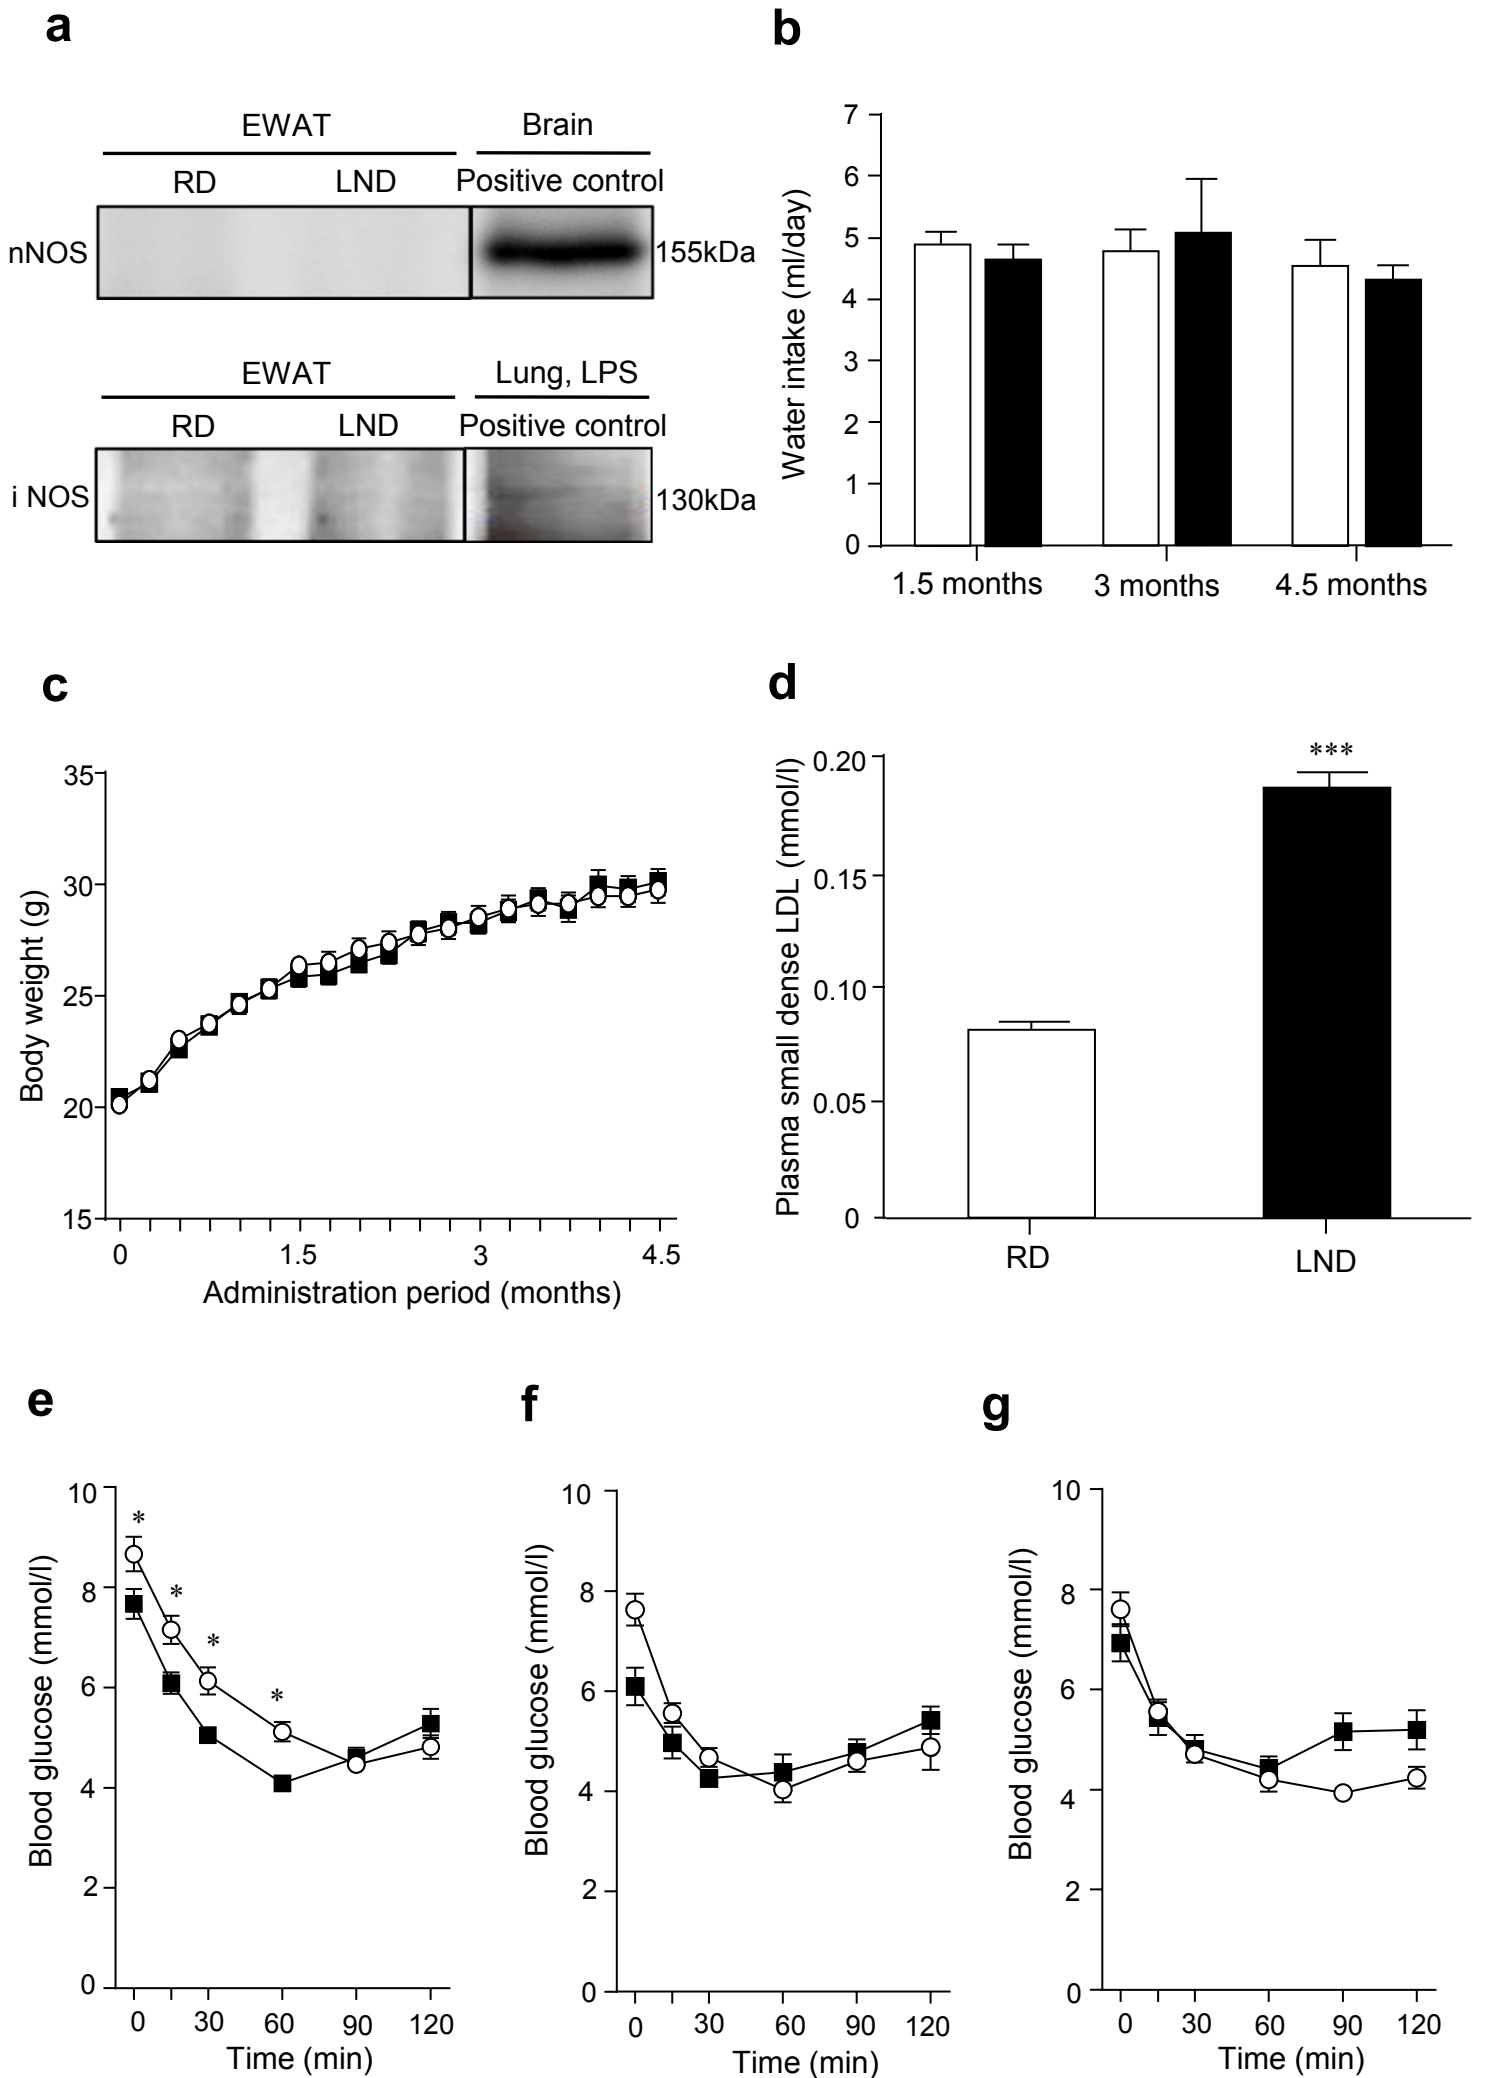 a
EWAT Brain
RD LND Positive control
nNOS 155kDa
EWAT Lung, LPS
RD LND Positive control
i NOS 130kDa
b
Water intake (ml/day)
7
6
5
4
3
2
1
0
1.5 months 3 months 4.5 months
c
Body weight (g)
35
30
25
20
15
0 1.5 3 4.5
Administration period (months)
d
Plasma small dense LDL (mmol/l)
0.20
0.15
0.10
0.05
0
***
RD LND
e
Blood glucose (mmol/l)
10
8
6
4
2
0
*
*
*
*
0 30 60 90 120
Time (min)
f
Blood glucose (mmol/l)
10
8
6
4
2
0
0 30 60 90 120
Time (min)
g
Blood glucose (mmol/l)
10
8
6
4
2
0
0 30 60 90 120
Time (min)